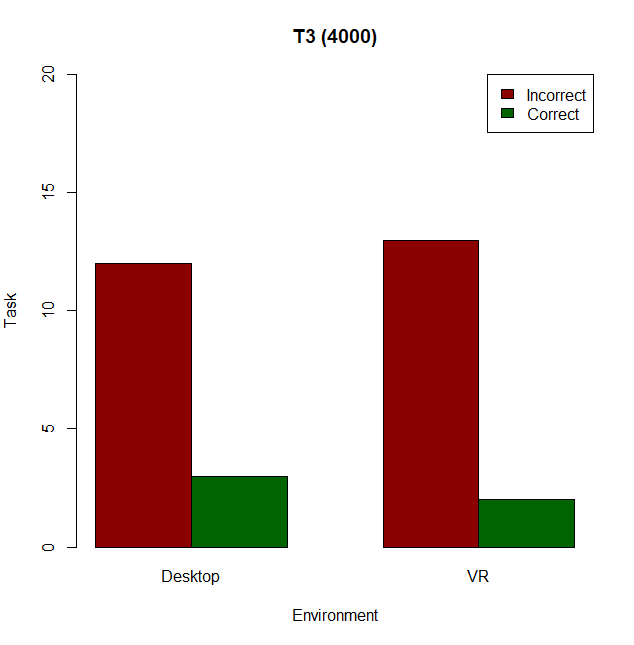 T3 (4000)
Incorrect
Correct
20
15
10
5
0
Task
Desktop
VR
Environment